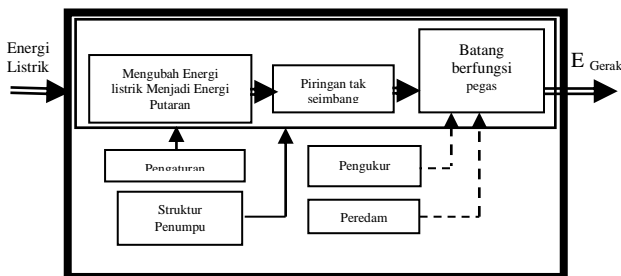 Energi
Listrik
Mengubah Energi
listrik Menjadi Energi
Putaran
Piringan tak
seimbang
Batang
berfungsi
pegas
E Gerak
Pengaturan
Pengukur
Struktur
Penumpu
Peredam